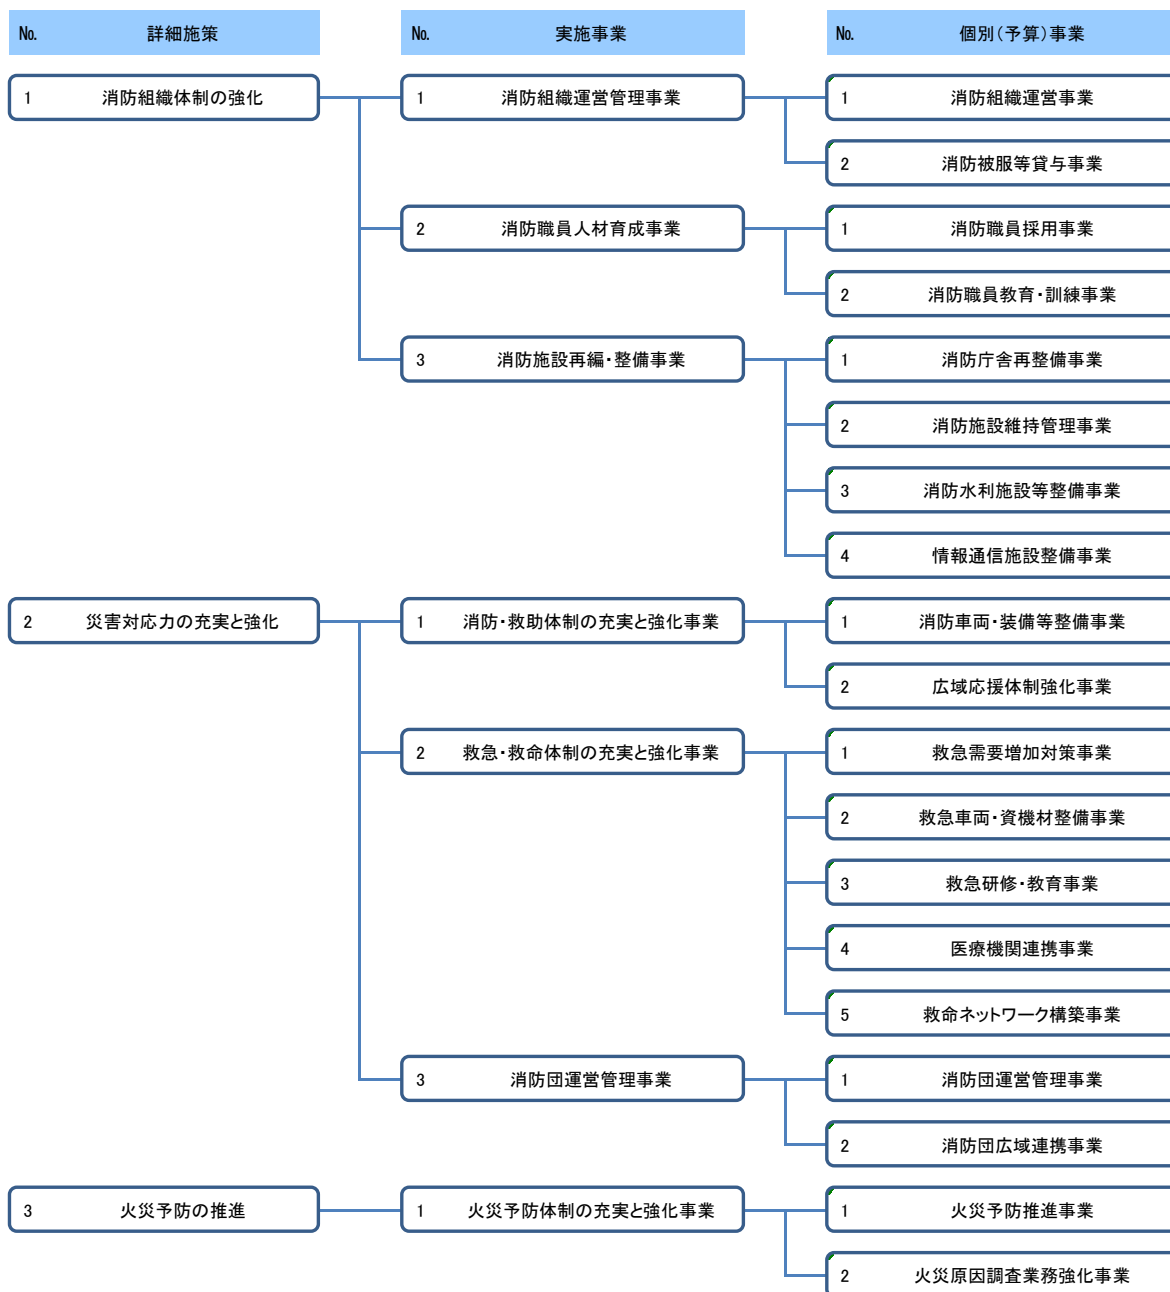 No. 詳細施策 No. 実施事業 No. 個別(予算)事業
1 消防組織体制の強化 1 消防組織運営管理事業 1 消防組織運営事業
2 消防被服等貸与事業
2 消防職員人材育成事業 1 消防職員採用事業
2 消防職員教育・訓練事業
3 消防施設再編・整備事業 1 消防庁舎再整備事業
2 消防施設維持管理事業
3 消防水利施設等整備事業
4 情報通信施設整備事業
2 災害対応力の充実と強化 1 消防・救助体制の充実と強化事業 1 消防車両・装備等整備事業
2 広域応援体制強化事業
2 救急・救命体制の充実と強化事業 1 救急需要増加対策事業
2 救急車両・資機材整備事業
3 救急研修・教育事業
4 医療機関連携事業
5 救命ネットワーク構築事業
3 消防団運営管理事業 1 消防団運営管理事業
2 消防団広域連携事業
3 火災予防の推進 1 火災予防体制の充実と強化事業 1 火災予防推進事業
2 火災原因調査業務強化事業